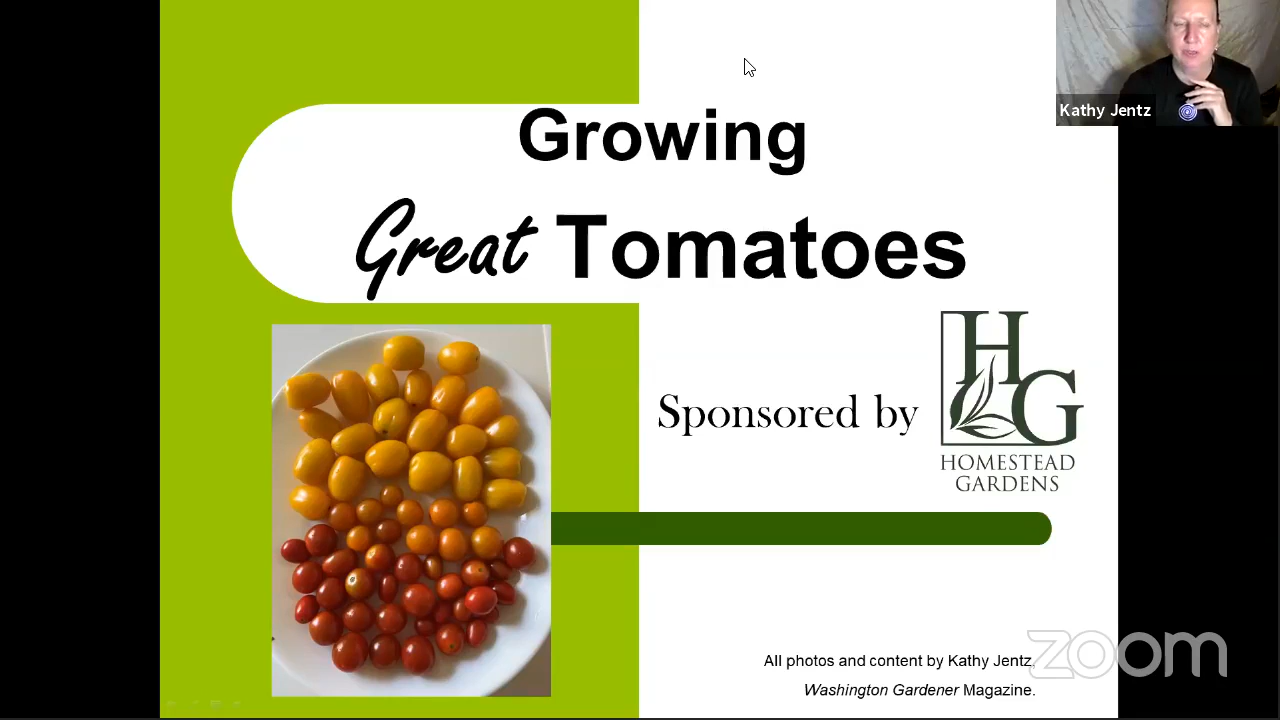 Growing
Great Tomatoes
Kathy Jentz
Sponsored by
HG
HOMESTEAD
GARDENS
All photos and content by Kathy Jentz,
Washington Gardener Magazine.
zoom